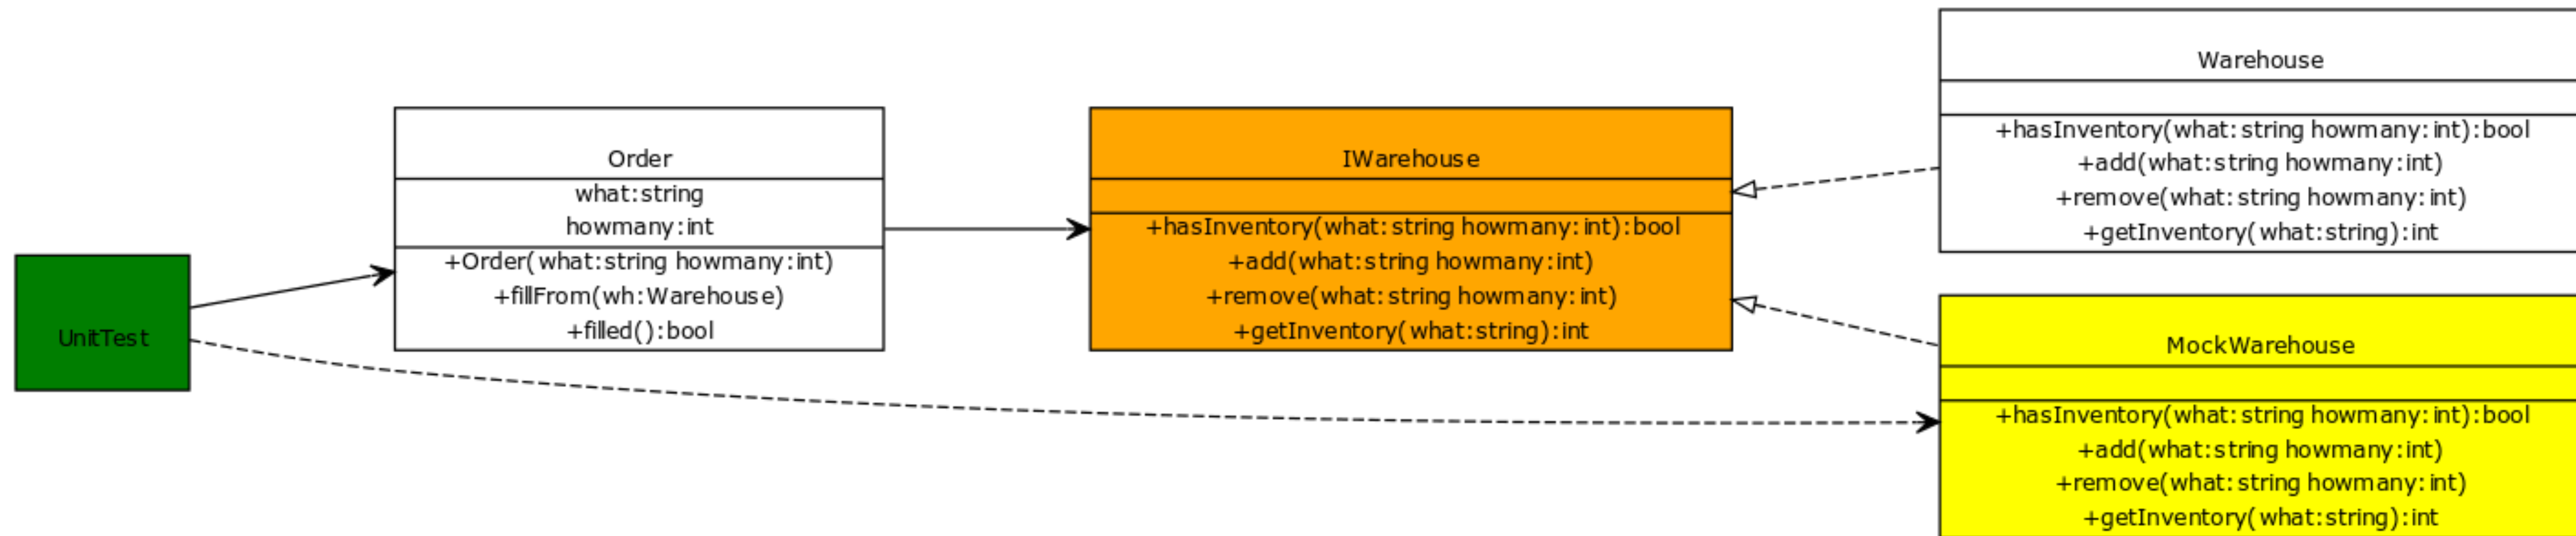 UnitTest
Order
what:string
howmany:int
+Order(what:string howmany:int)
+fillFrom(wh:Warehouse)
+filled():bool
IWarehouse
+hasInventory(what:string howmany:int):bool
+add(what:string howmany:int)
+remove(what:string howmany:int)
+getInventory(what:string):int
Warehouse
+hasInventory(what:string howmany:int):bool
+add(what:string howmany:int)
+remove(what:string howmany:int)
+getInventory(what:string):int
MockWarehouse
+hasInventory(what:string howmany:int):bool
+add(what:string howmany:int)
+remove(what:string howmany:int)
+getInventory(what:string):int